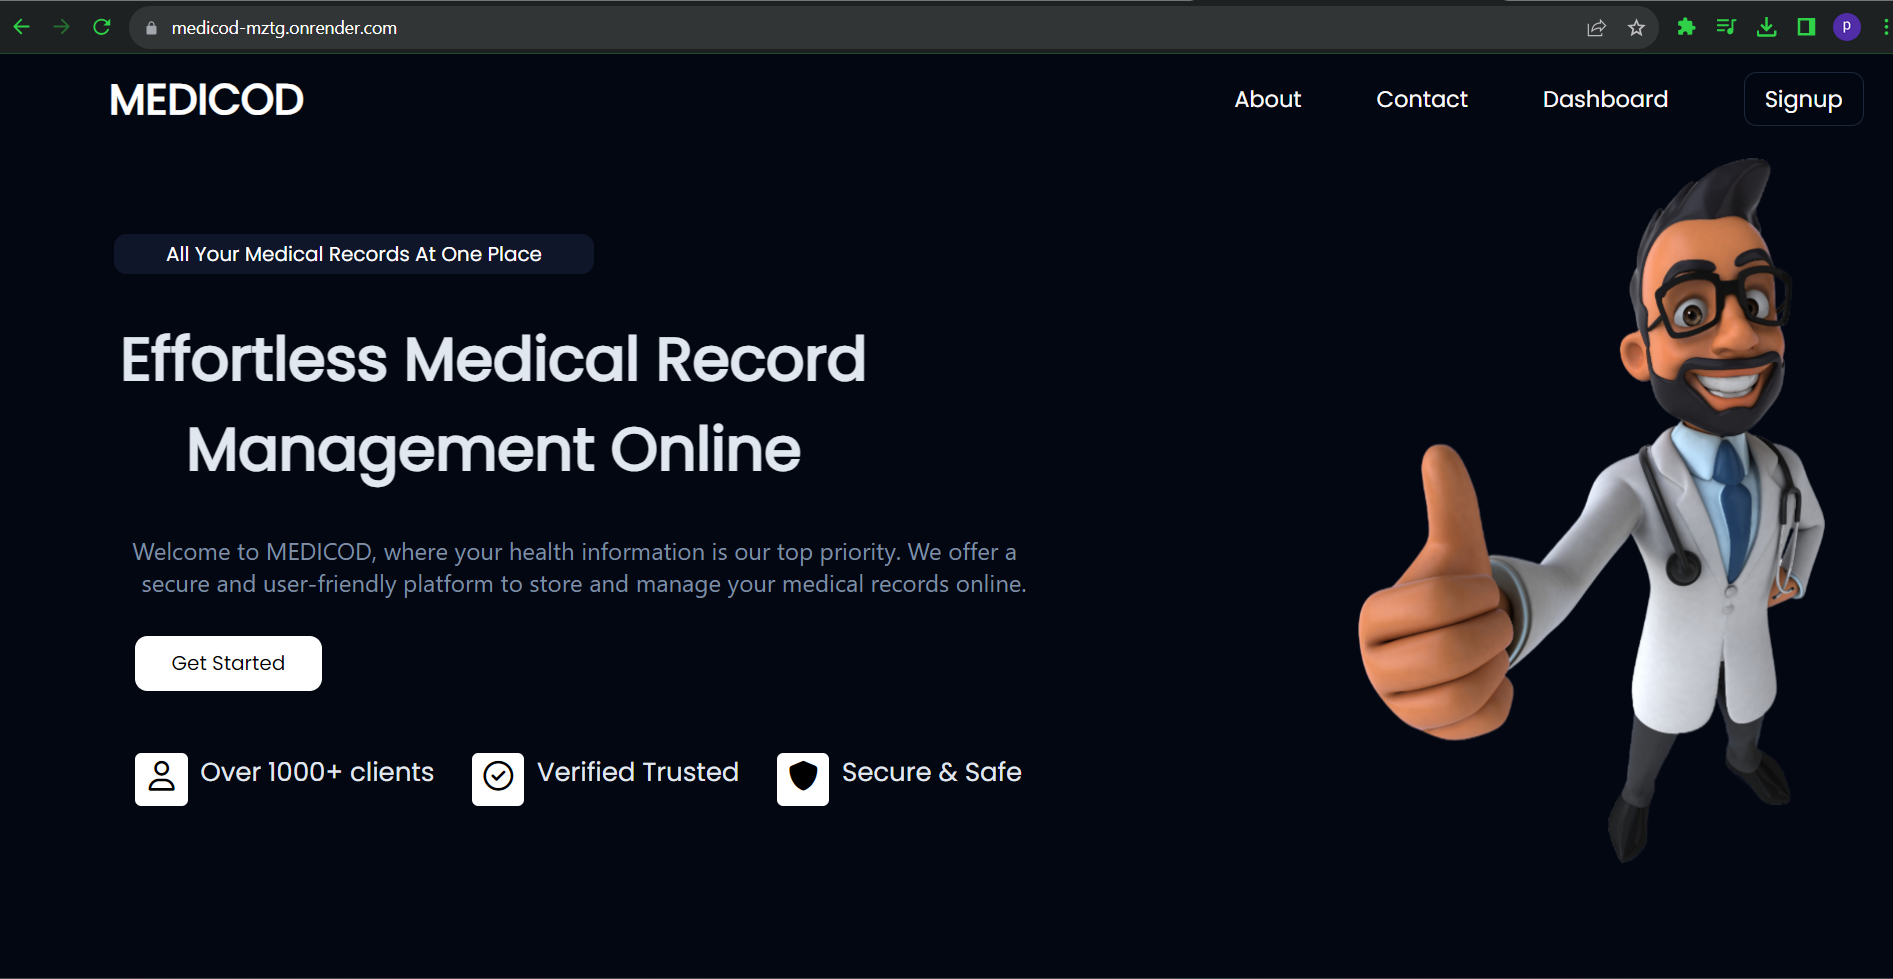 medicod-mztg.onrender.com
p
MEDICOD
About
Contact
Dashboard
Signup
All Your Medical Records At One Place
Effortless Medical Record
Management Online
Welcome to MEDICOD, where your health information is our top priority. We offer a
secure and user-friendly platform to store and manage your medical records online.
Get Started
Over 1000+ clients
Verified Trusted
Secure & Safe